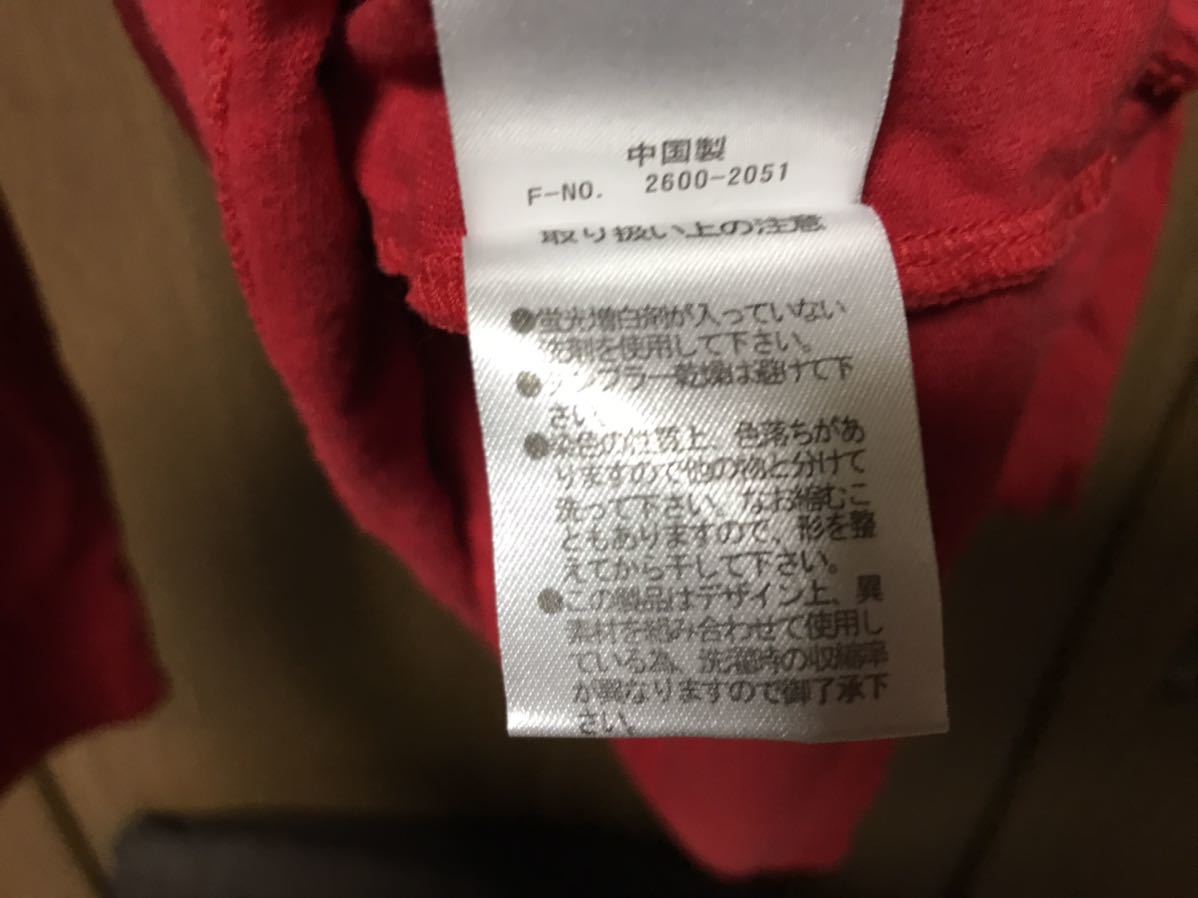 中国製
F-NO. 2600-2051
取り扱い上の注意
●蛍光増白剤が入っていない
洗剤を使用して下さい。
●タンブラー乾燥は避けて下
さい。
●染色の性質上、色落ちがあ
りますので他の物と分けて
洗って下さい。なお縮むこ
ともありますので、形を整
えてから干して下さい。
●この製品はデザイン上、異
素材を組み合わせて使用し
ている為、洗濯時の収縮率
が異なりますので御了承下
さい。